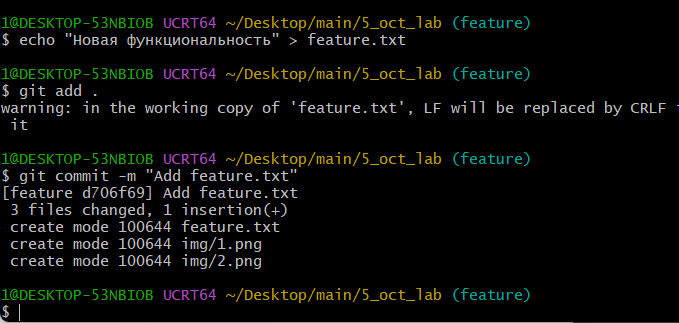 1@DESKTOP-53NBIOB UCRT64 ~/Desktop/main/5_oct_lab (feature)
$ echo "Новая функциональность" > feature.txt
1@DESKTOP-53NBIOB UCRT64 ~/Desktop/main/5_oct_lab (feature)
$ git add .
warning: in the working copy of 'feature.txt', LF will be replaced by CRLF
it
1@DESKTOP-53NBIOB UCRT64 ~/Desktop/main/5_oct_lab (feature)
$ git commit -m "Add feature.txt"
[feature d706f69] Add feature.txt
3 files changed, 1 insertion(+)
create mode 100644 feature.txt
create mode 100644 img/1.png
create mode 100644 img/2.png
1@DESKTOP-53NBIOB UCRT64 ~/Desktop/main/5_oct_lab (feature)
$